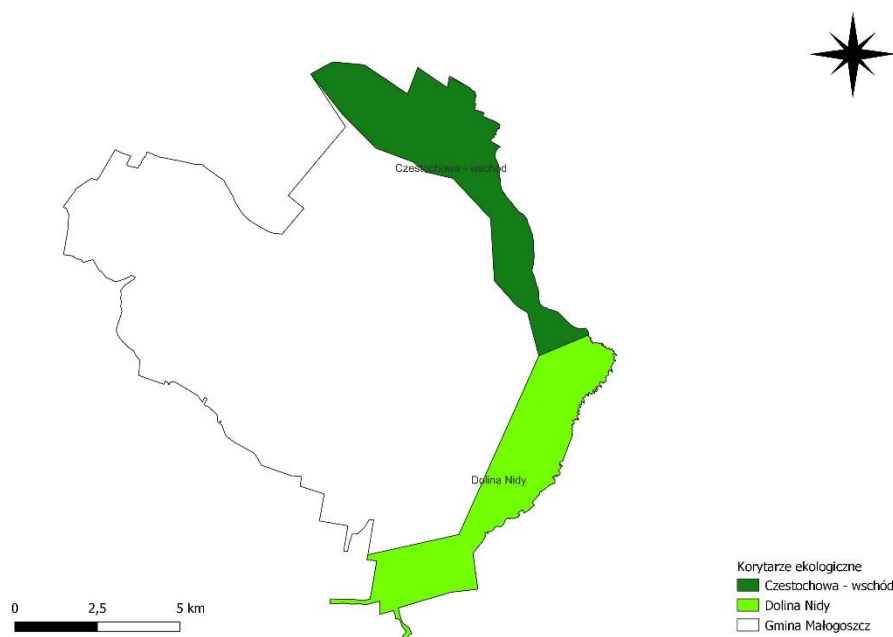 Czestochowa - wschód
Dolina Nidy
Korytarze ekologiczne
Czestochowa - wschód
Dolina Nidy
Gmina Małogoszcz
0 2,5 5 km